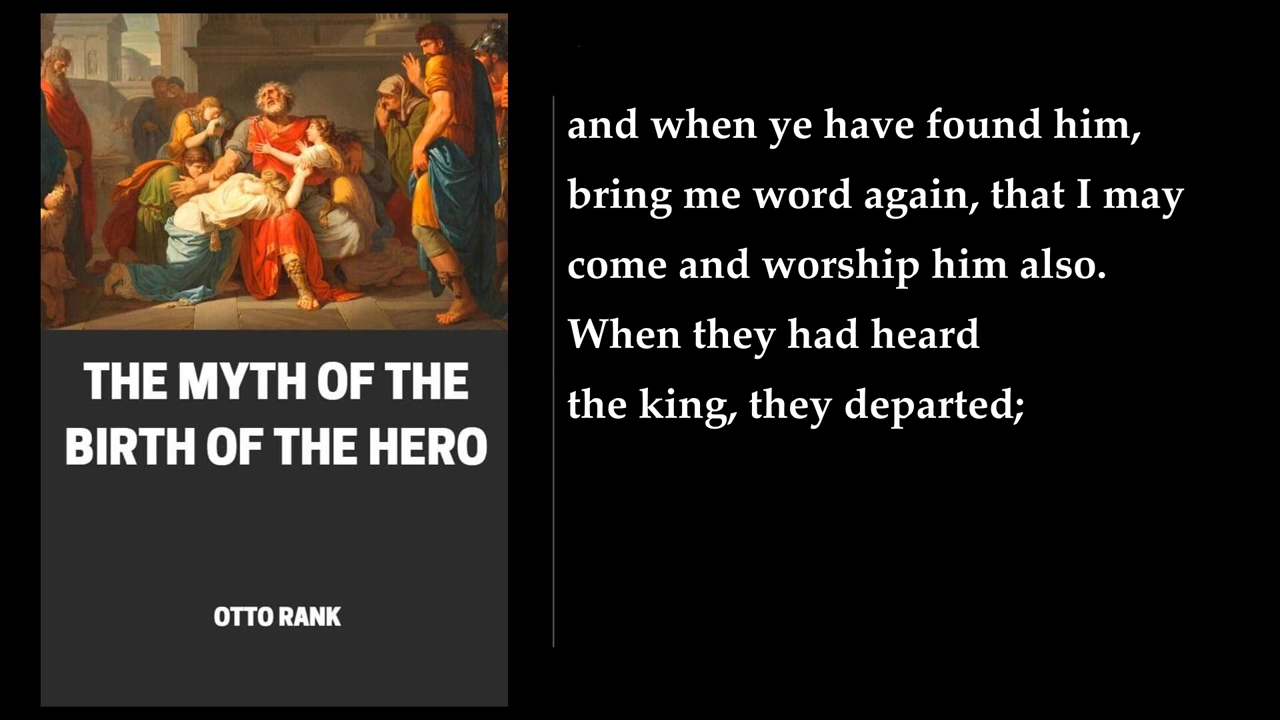 THE MYTH OF THE
BIRTH OF THE HERO
OTTO RANK
and when ye have found him,
bring me word again, that I may
come and worship him also.
When they had heard
the king, they departed;